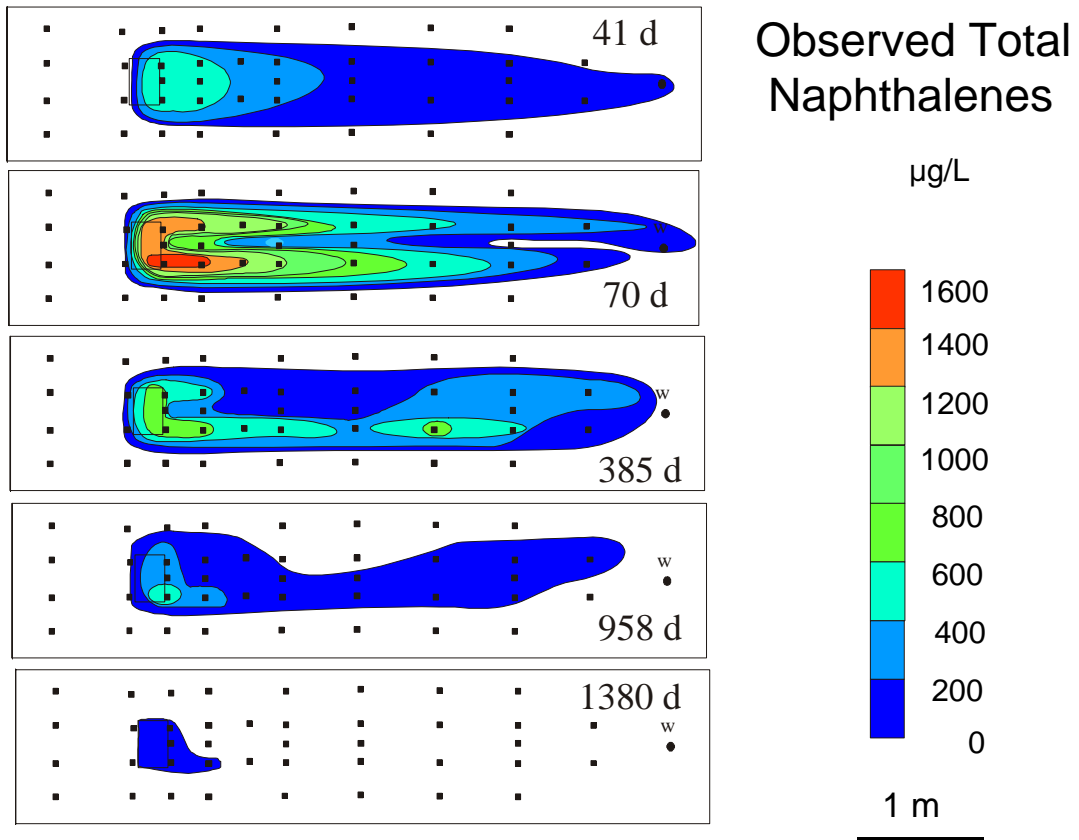 41 d
Observed Total
Naphthalenes
µg/L
w
70 d
1600
1400
1200
1000
800
600
400
200
0
w
385 d
w
958 d
1380 d
w
1 m